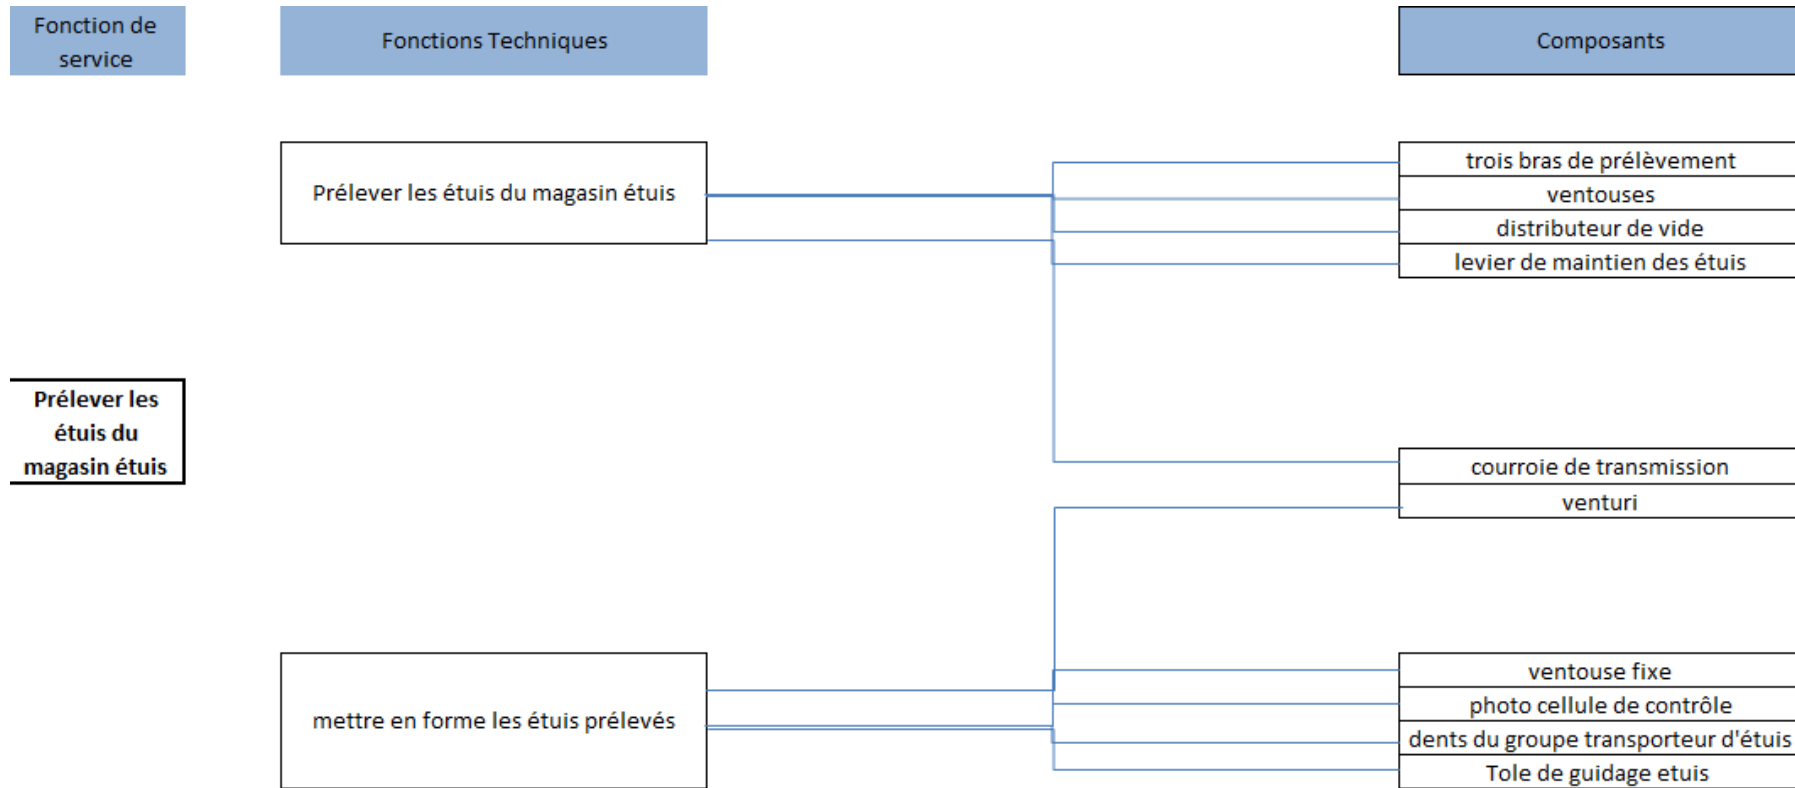 Fonction de
service
Fonctions Techniques
Composants
Prélever les étuis du magasin étuis
trois bras de prélèvement
ventouses
distributeur de vide
levier de maintien des étuis
Prélever les
étuis du
magasin étuis
courroie de transmission
venturi
mettre en forme les étuis prélevés
ventouse fixe
photo cellule de contrôle
dents du groupe transporteur d'étuis
Tole de guidage etuis